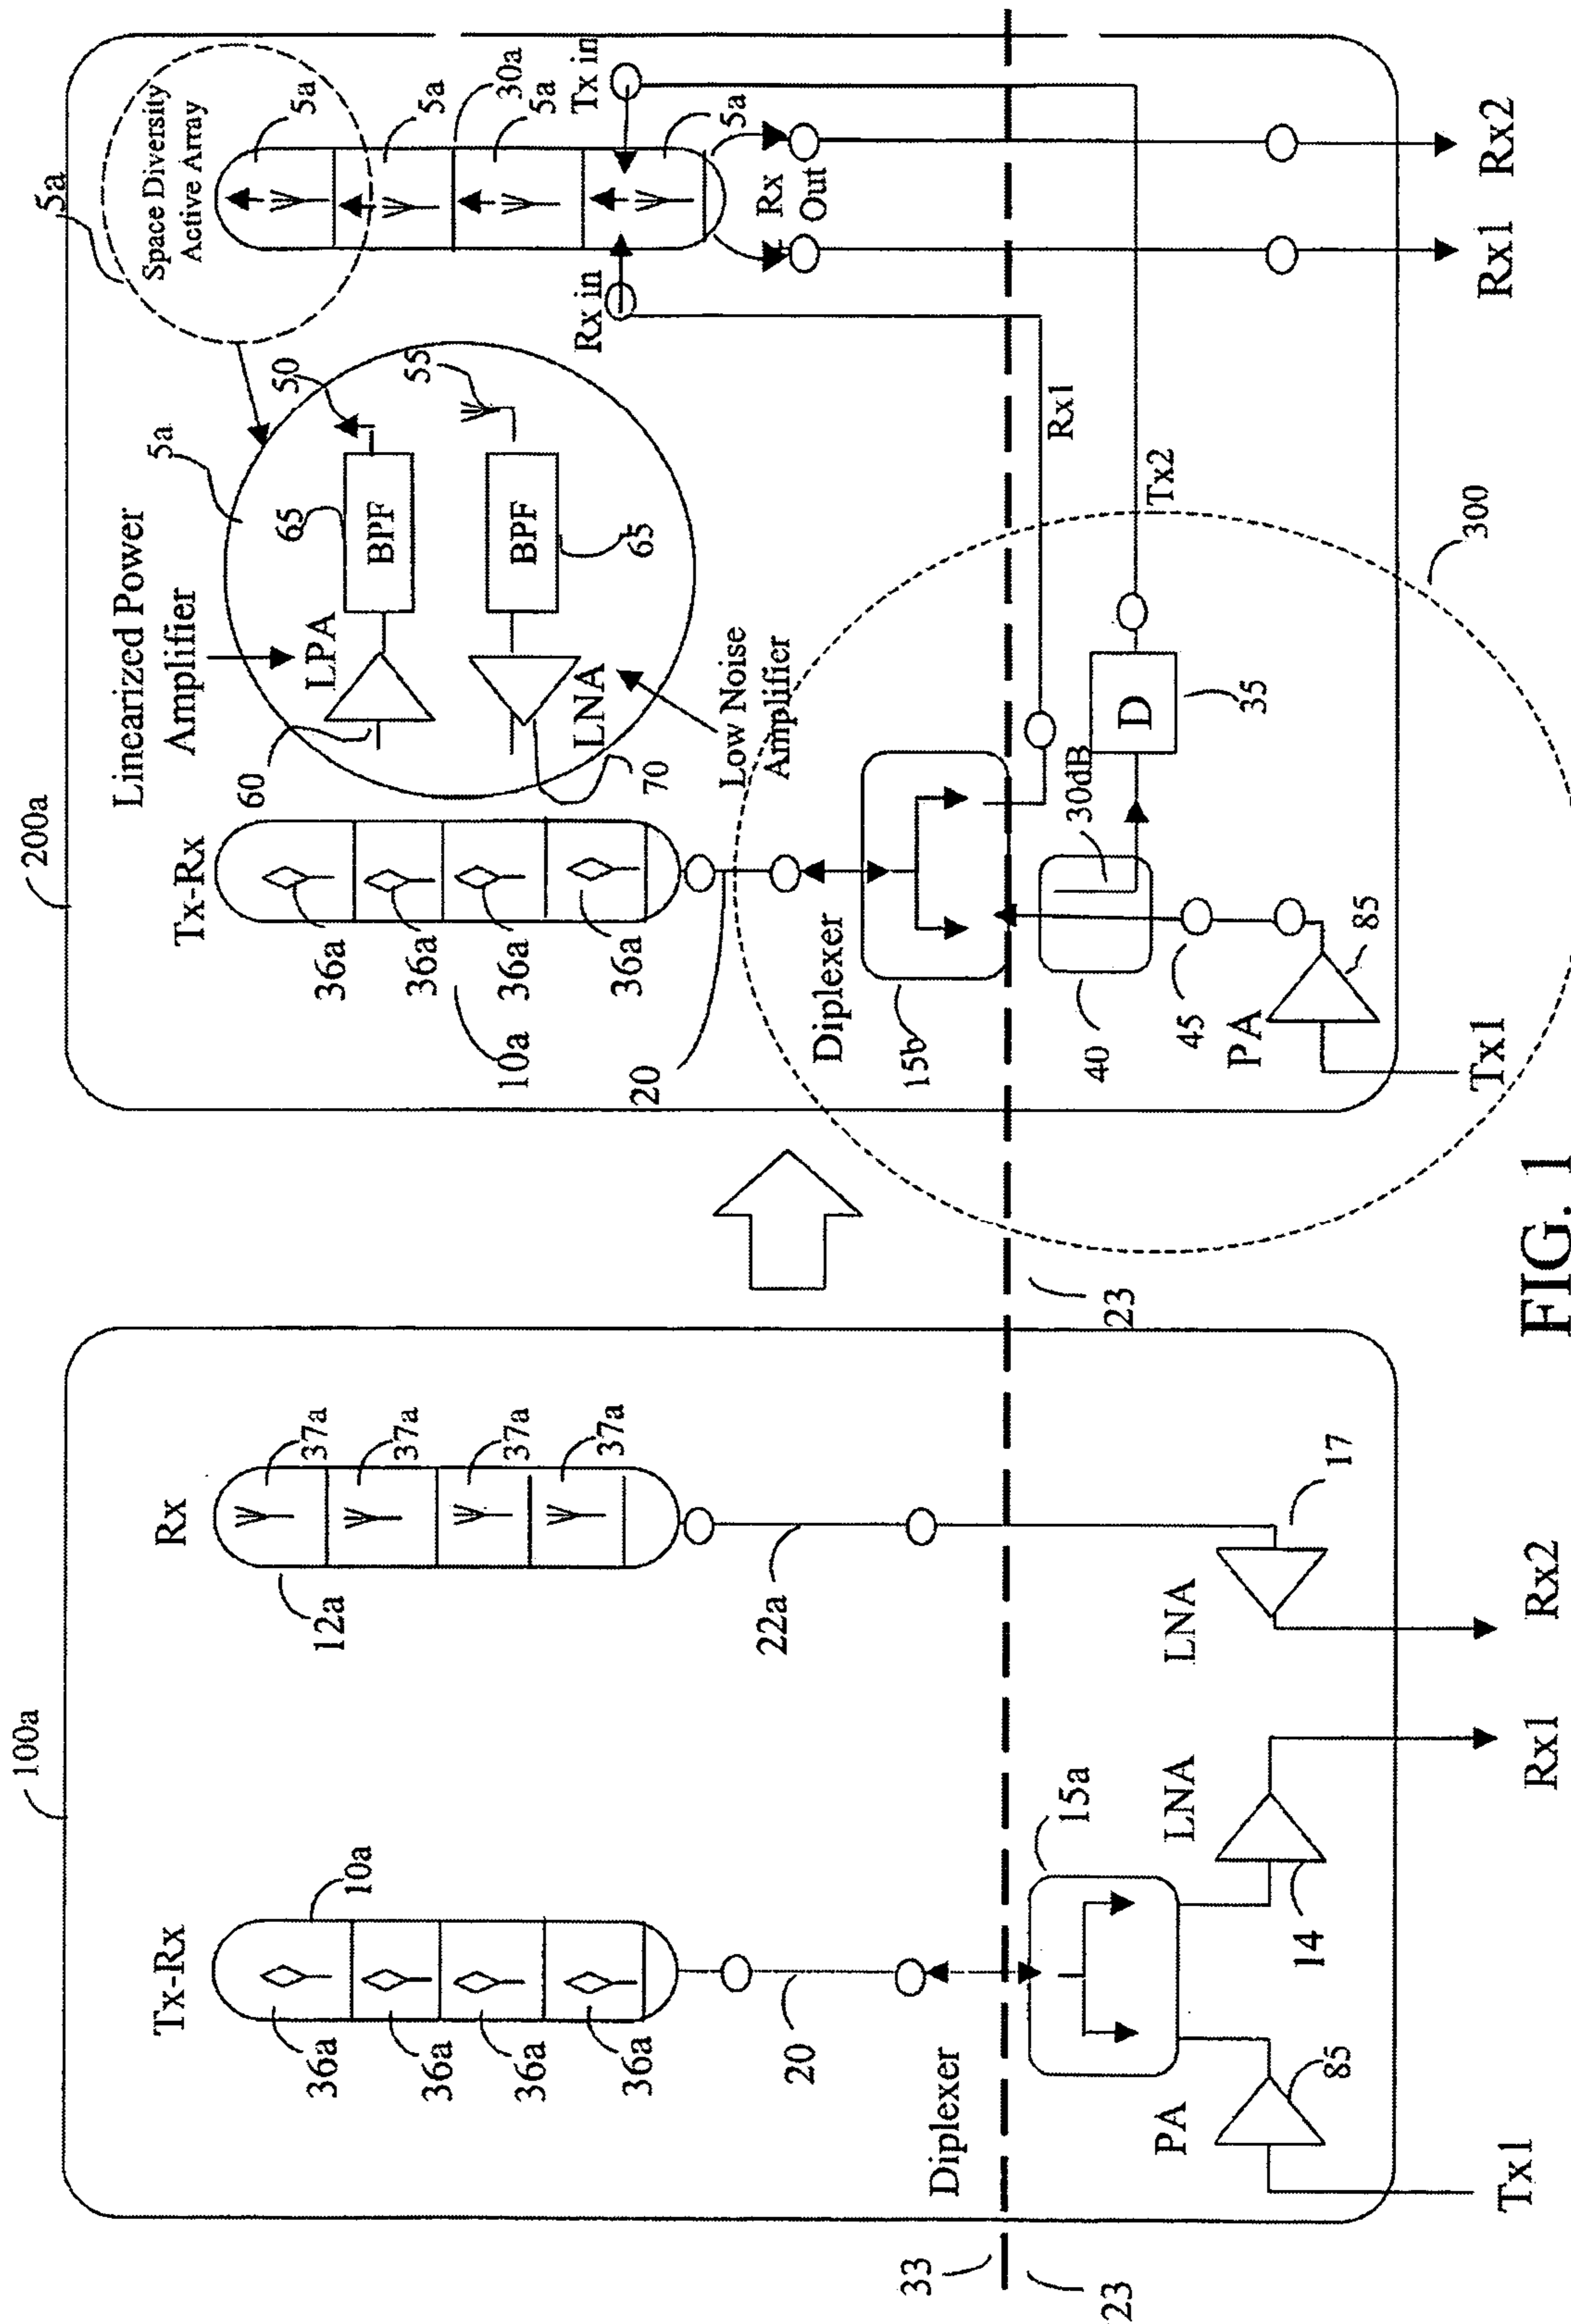 100a
Tx-Rx
10a
36a
36a
36a
36a
20
Diplexer
33
23
15a
PA
85
Tx1
14
LNA
Rx1
Rx
12a
37a
37a
37a
37a
22a
LNA
17
Rx2
23
200a
Tx-Rx
36a
36a
36a
36a
10a
20
Diplexer
15b
40
30dB
45
PA
85
Tx1
D
35
Tx2
Rx1
300
Linearized Power
Amplifier
LPA
60
65
BPF
50
5a
BPF
65
55
LNA
70
Low Noise
Amplifier
5a
Space Diversity
Active Array
5a
5a
30a
5a
5a
Rx in
Tx in
Rx
Out
Rx1
Rx2
FIG. 1